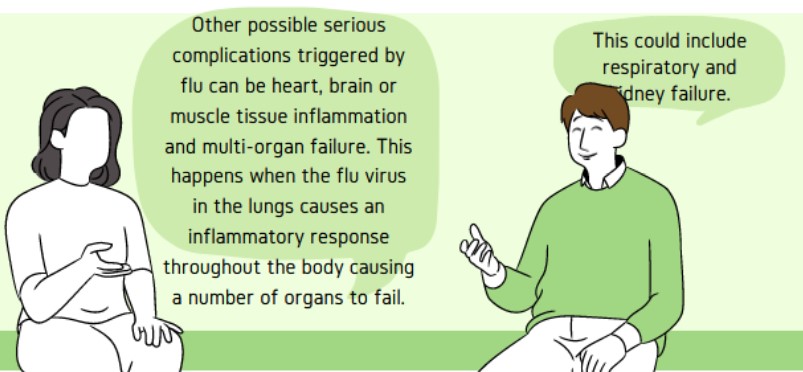 Other possible serious
complications triggered by
flu can be heart, brain or
muscle tissue inflammation
and multi-organ failure. This
happens when the flu virus
in the lungs causes an
inflammatory response
throughout the body causing
a number of organs to fail.
This could include
respiratory and
idney failure.